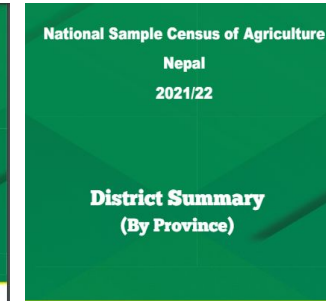 National Sample Census of Agriculture
Nepal
2021/22
District Summary
(By Province)